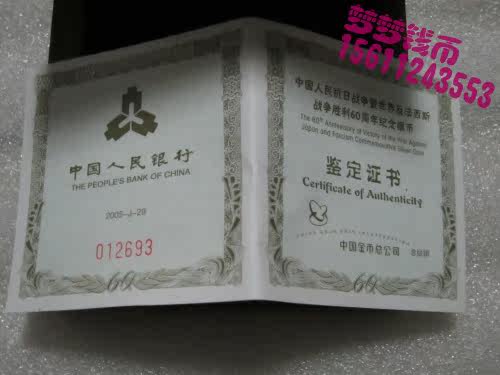 梦梦钱币
15611243553
中国人民银行
THE PEOPLE'S BANK OF CHINA
2005-J-29
012693
60
中国人民抗日战争暨世界反法西斯
战争胜利60周年纪念银币
The 60th Anniversary of Victory of the War Against
Japan and Fascism Commemorative Silver Coin
鉴定证书
Certificate of Authenticity
中国金币总公司
60